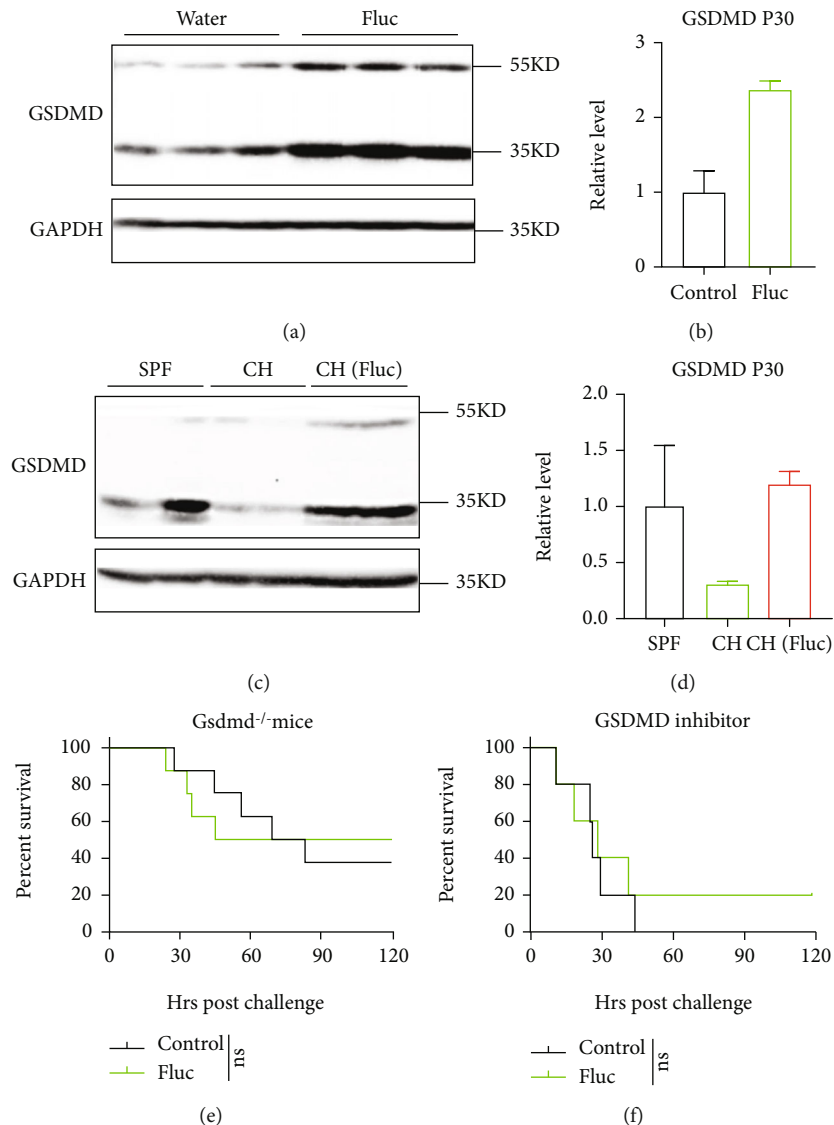 Water Fluc
GSDMD
55KD
35KD
GAPDH
35KD
(a)
GSDMD P30
Relative level
3
2
1
0
Control Fluc
(b)
SPF CH CH (Fluc)
GSDMD
55KD
35KD
GAPDH
35KD
(c)
GSDMD P30
Relative level
2.0
1.5
1.0
0.5
0.0
SPF CH CH (Fluc)
(d)
Gsdmd-/-mice
Percent survival
100
80
60
40
20
0
0 30 60 90 120
Hrs post challenge
Control
Fluc
ns
(e)
GSDMD inhibitor
Percent survival
100
80
60
40
20
0
0 30 60 90 120
Hrs post challenge
Control
Fluc
ns
(f)